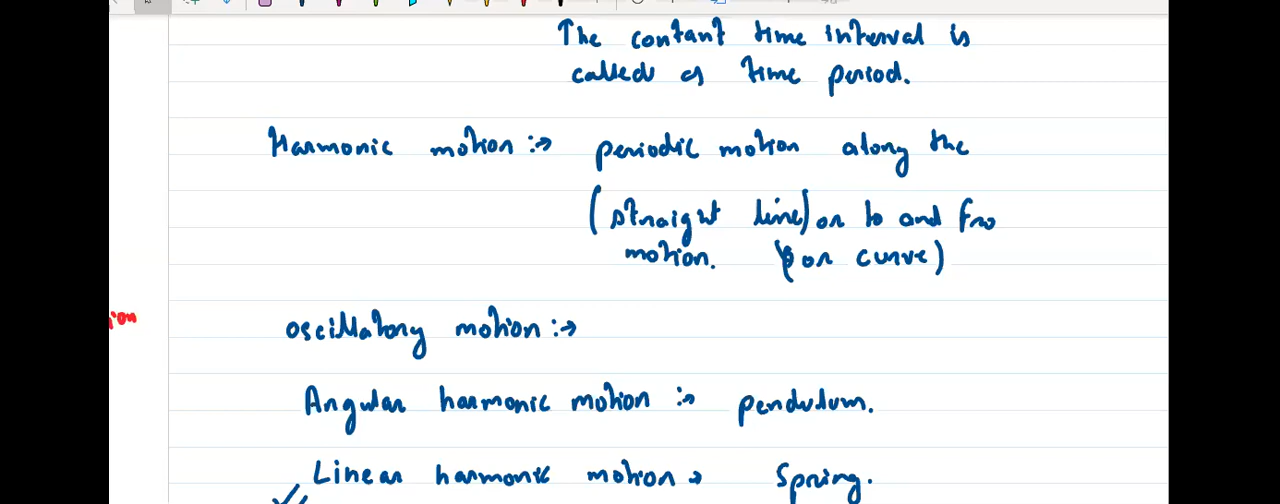 The contant time interval is
called as time period.
Harmonic motion :→ periodic motion along the
(straight line) or to and fro
motion. (or curve)
ion
oscillatory motion :→
Angular harmonic motion :→ pendulum.
Linear harmonic motion → Spring.